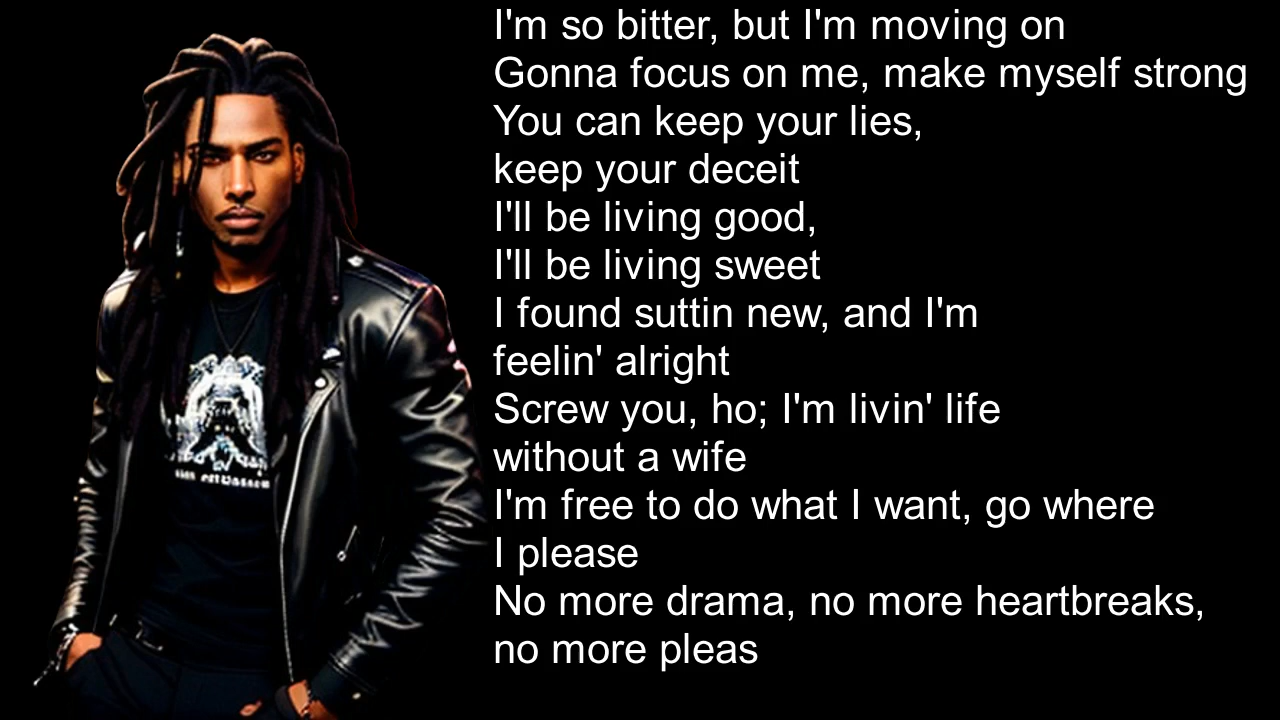 I'm so bitter, but I'm moving on
Gonna focus on me, make myself strong
You can keep your lies,
keep your deceit
I'll be living good,
I'll be living sweet
I found suttin new, and I'm
feelin' alright
Screw you, ho; I'm livin' life
without a wife
I'm free to do what I want, go where
I please
No more drama, no more heartbreaks,
no more pleas